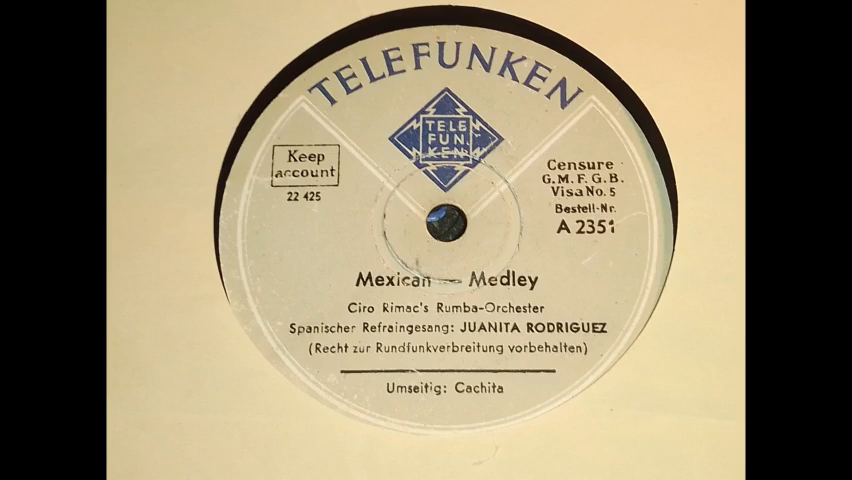 TELEFUNKEN
TELE
FUN
KEN
Keep
account
22 425
Censure
G. M. F. G. B.
Visa No. 5
Bestell-Nr.
A 2351
Mexican — Medley
Ciro Rimac's Rumba-Orchester
Spanischer Refraingesang: JUANITA RODRIGUEZ
(Recht zur Rundfunkverbreitung vorbehalten)
Umseitig: Cachita